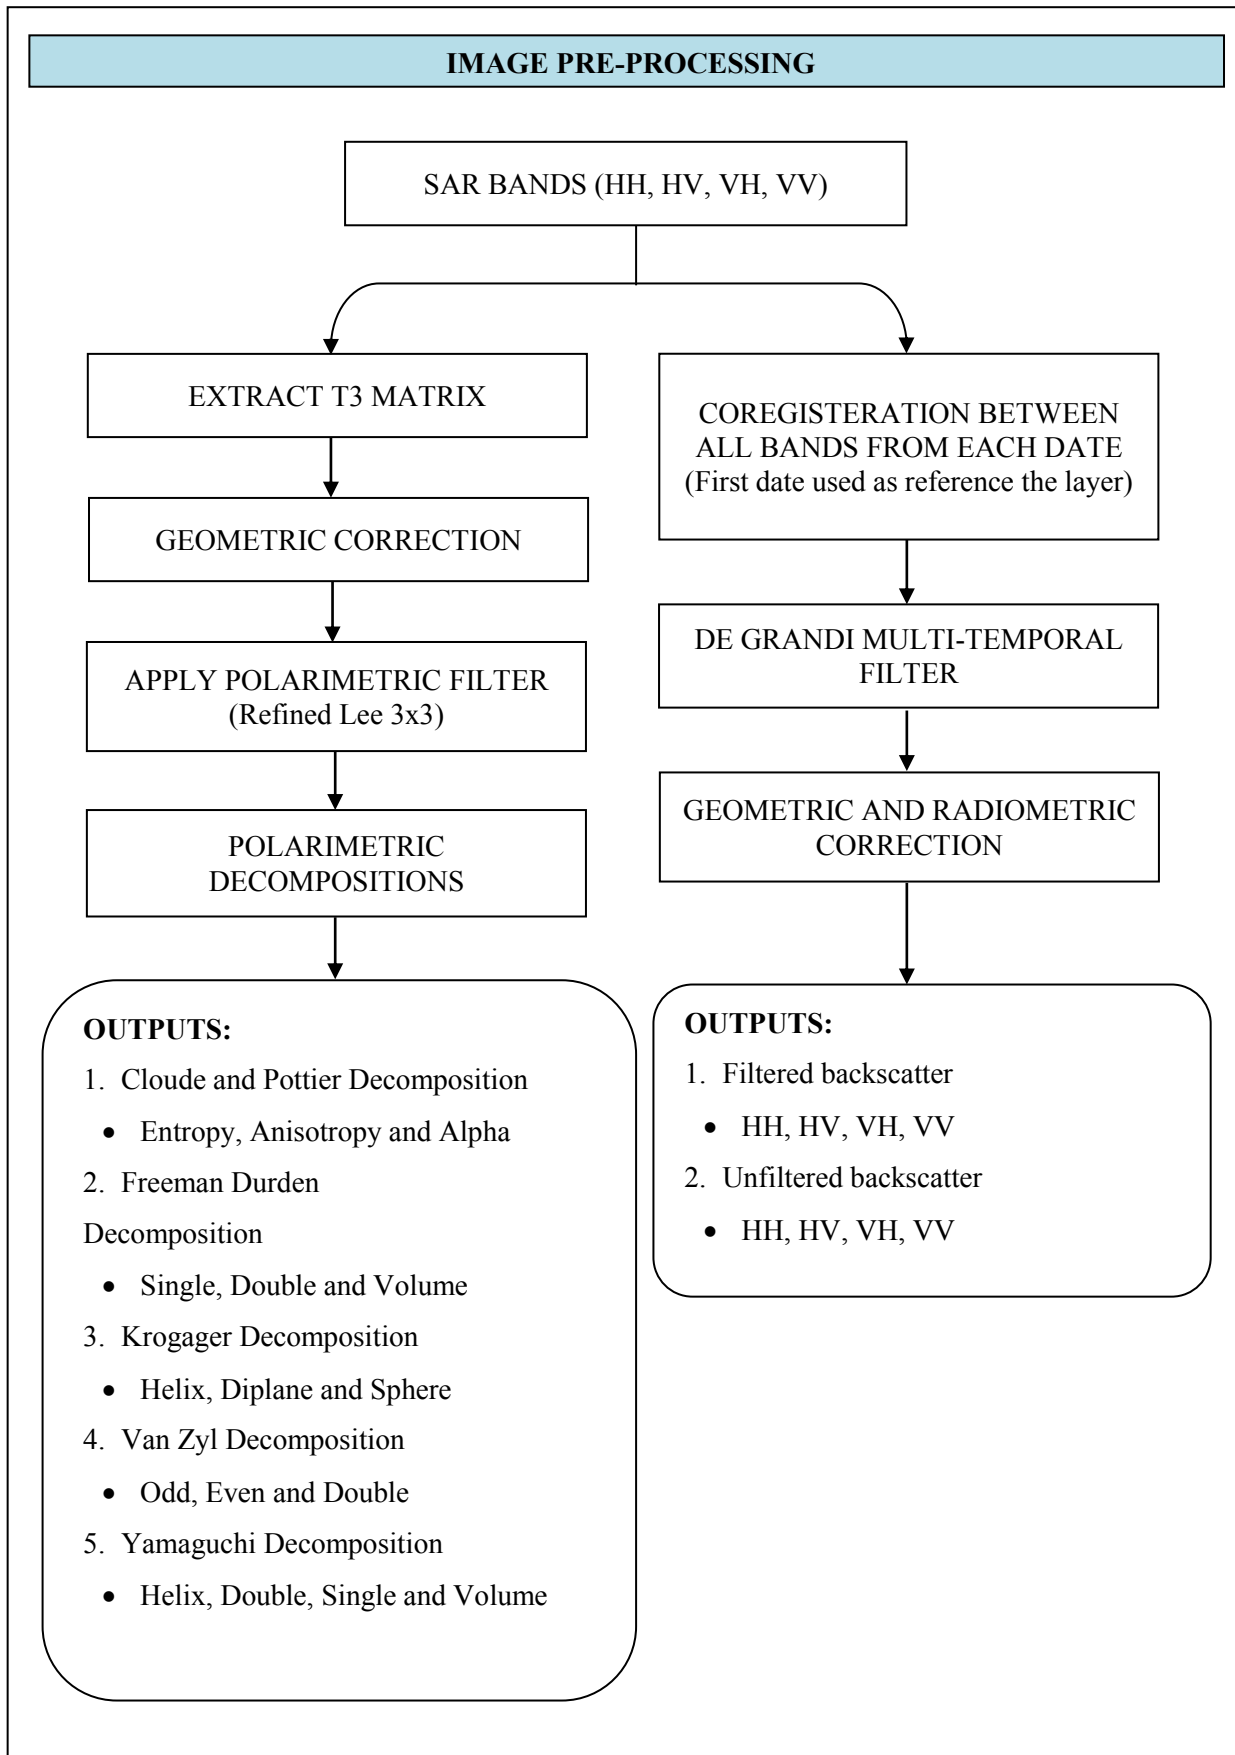 IMAGE PRE-PROCESSING
SAR BANDS (HH, HV, VH, VV)
EXTRACT T3 MATRIX
GEOMETRIC CORRECTION
APPLY POLARIMETRIC FILTER
(Refined Lee 3x3)
POLARIMETRIC
DECOMPOSITIONS
OUTPUTS:
1. Cloude and Pottier Decomposition
• Entropy, Anisotropy and Alpha
2. Freeman Durden
Decomposition
• Single, Double and Volume
3. Krogager Decomposition
• Helix, Diplane and Sphere
4. Van Zyl Decomposition
• Odd, Even and Double
5. Yamaguchi Decomposition
• Helix, Double, Single and Volume
COREGISTERATION BETWEEN
ALL BANDS FROM EACH DATE
(First date used as reference the layer)
DE GRANDI MULTI-TEMPORAL
FILTER
GEOMETRIC AND RADIOMETRIC
CORRECTION
OUTPUTS:
1. Filtered backscatter
• HH, HV, VH, VV
2. Unfiltered backscatter
• HH, HV, VH, VV